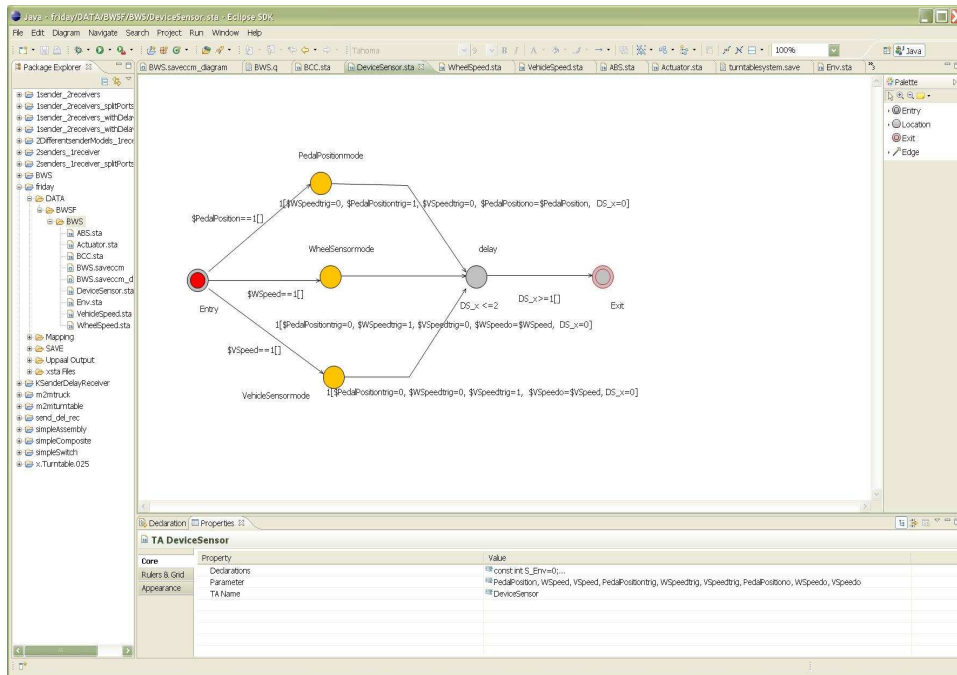 Java - friday/DATA/BWSF/BWS/DeviceSensor.sta - Eclipse SDK
File Edit Diagram Navigate Search Project Run Window Help
Tahoma 9 B I A 100% Java
Package Explorer
BWS.saveccm_diagram BWS.q BCC.sta DeviceSensor.sta WheelSpeed.sta VehideSpeed.sta ABS.sta Actuator.sta turntablesystem.save Env.sta
1sender_2receivers
1sender_2receivers_splitPorts
1sender_2receivers_withDela
1sender_2receivers_withDela
2DifferentsenderModels_1rece
2senders_1receiver
2senders_1receiver_splitPorts
BWS
friday
DATA
BWSF
BWS
ABS.sta
Actuator.sta
BCC.sta
BWS.saveccm
BWS.saveccm_d
DeviceSensor.sta
Env.sta
VehideSpeed.sta
WheelSpeed.sta
Mapping
SAVE
Uppaal Output
xsta Files
KSenderDelayReceiver
m2mtruck
m2mturntable
send_del_rec
simpleAssembly
simpleComposite
simpleSwitch
x.Turntable.025
PedalPositionmode
1[$WSpeedtrig=0, $PedalPositiontrig=1, $VSpeedtrig=0, $PedalPositiono=$PedalPosition, DS_x=0]
$PedalPosition==1[]
WheelSensormode
delay
Entry
$WSpeed==1[]
DS_x <=2
DS_x>=1[]
Exit
1[$PedalPositiontrig=0, $WSpeedtrig=1, $VSpeedtrig=0, $WSpeedo=$WSpeed, DS_x=0]
$VSpeed==1[]
VehideSensormode
1[$PedalPositiontrig=0, $WSpeedtrig=0, $VSpeedtrig=1, $VSpeedo=$VSpeed, DS_x=0]
Palette
Entry
Location
Exit
Edge
Declaration Properties
TA DeviceSensor
Core
Rulers & Grid
Appearance
Property Value
Declarations const int S_Env=0;...
Parameter PedalPosition, WSpeed, VSpeed, PedalPositiontrig, WSpeedtrig, VSpeedtrig, PedalPositiono, WSpeedo, VSpeedo
TA Name DeviceSensor